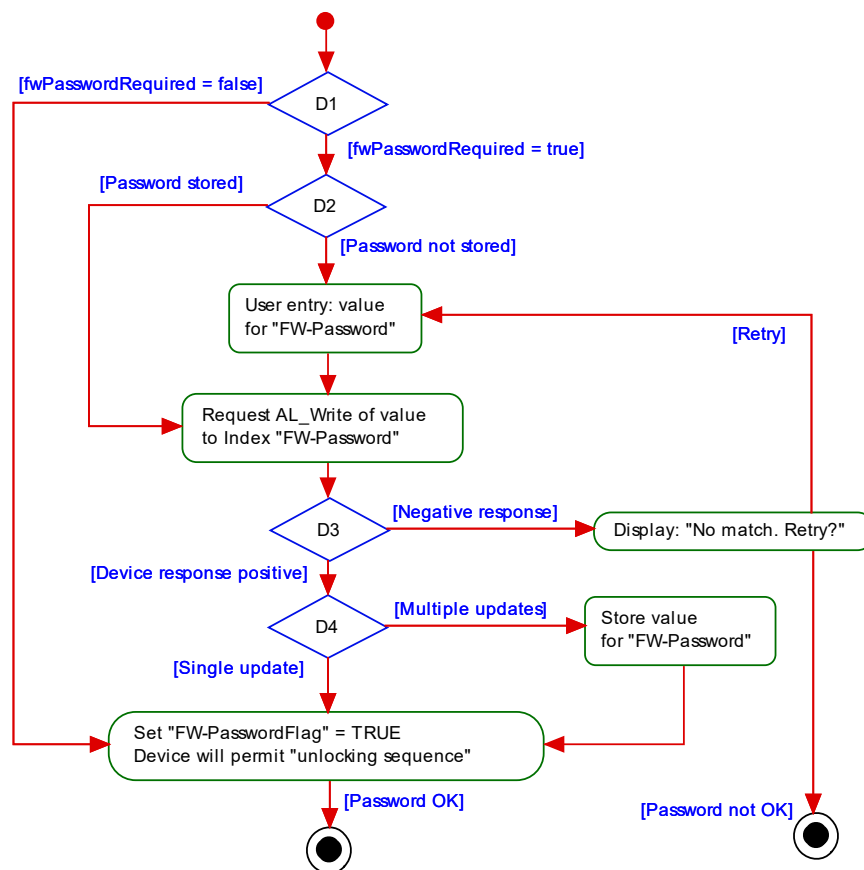 [fwPasswordRequired = false]
D1
[fwPasswordRequired = true]
[Password stored]
D2
[Password not stored]
User entry: value
for "FW-Password"
[Retry]
Request AL_Write of value
to Index "FW-Password"
[Negative response]
D3
Display: "No match. Retry?"
[Device response positive]
[Multiple updates]
D4
Store value
for "FW-Password"
[Single update]
Set "FW-PasswordFlag" = TRUE
Device will permit "unlocking sequence"
[Password OK]
[Password not OK]